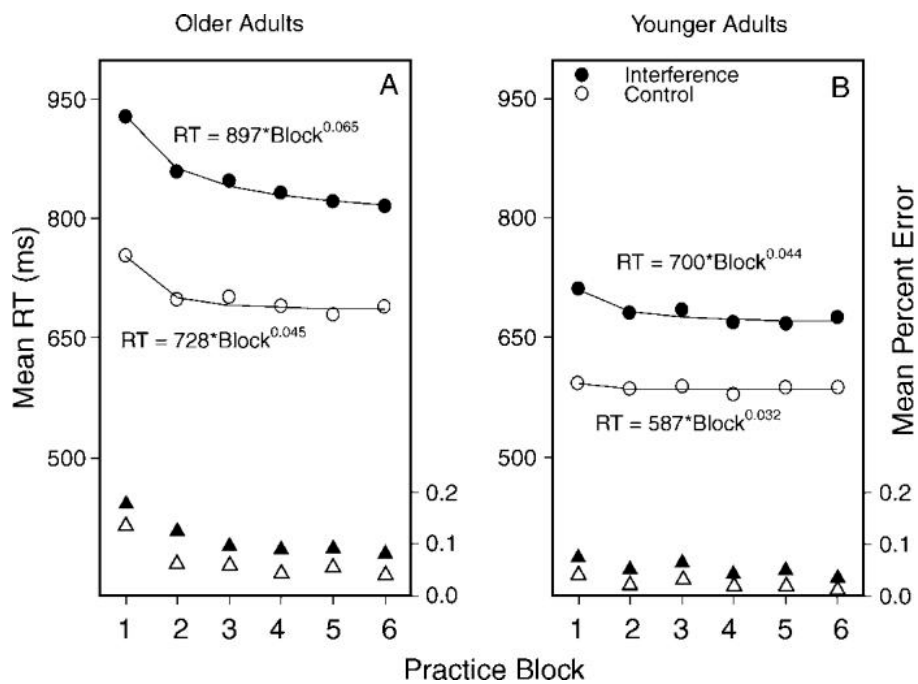 Older Adults
Younger Adults
A
B
Interference
Control
950
800
650
500
950
800
650
500
RT = 897*Block^0.065
RT = 728*Block^0.045
RT = 700*Block^0.044
RT = 587*Block^0.032
Mean RT (ms)
Mean Percent Error
0.2
0.1
0.0
0.2
0.1
0.0
1 2 3 4 5 6
1 2 3 4 5 6
Practice Block